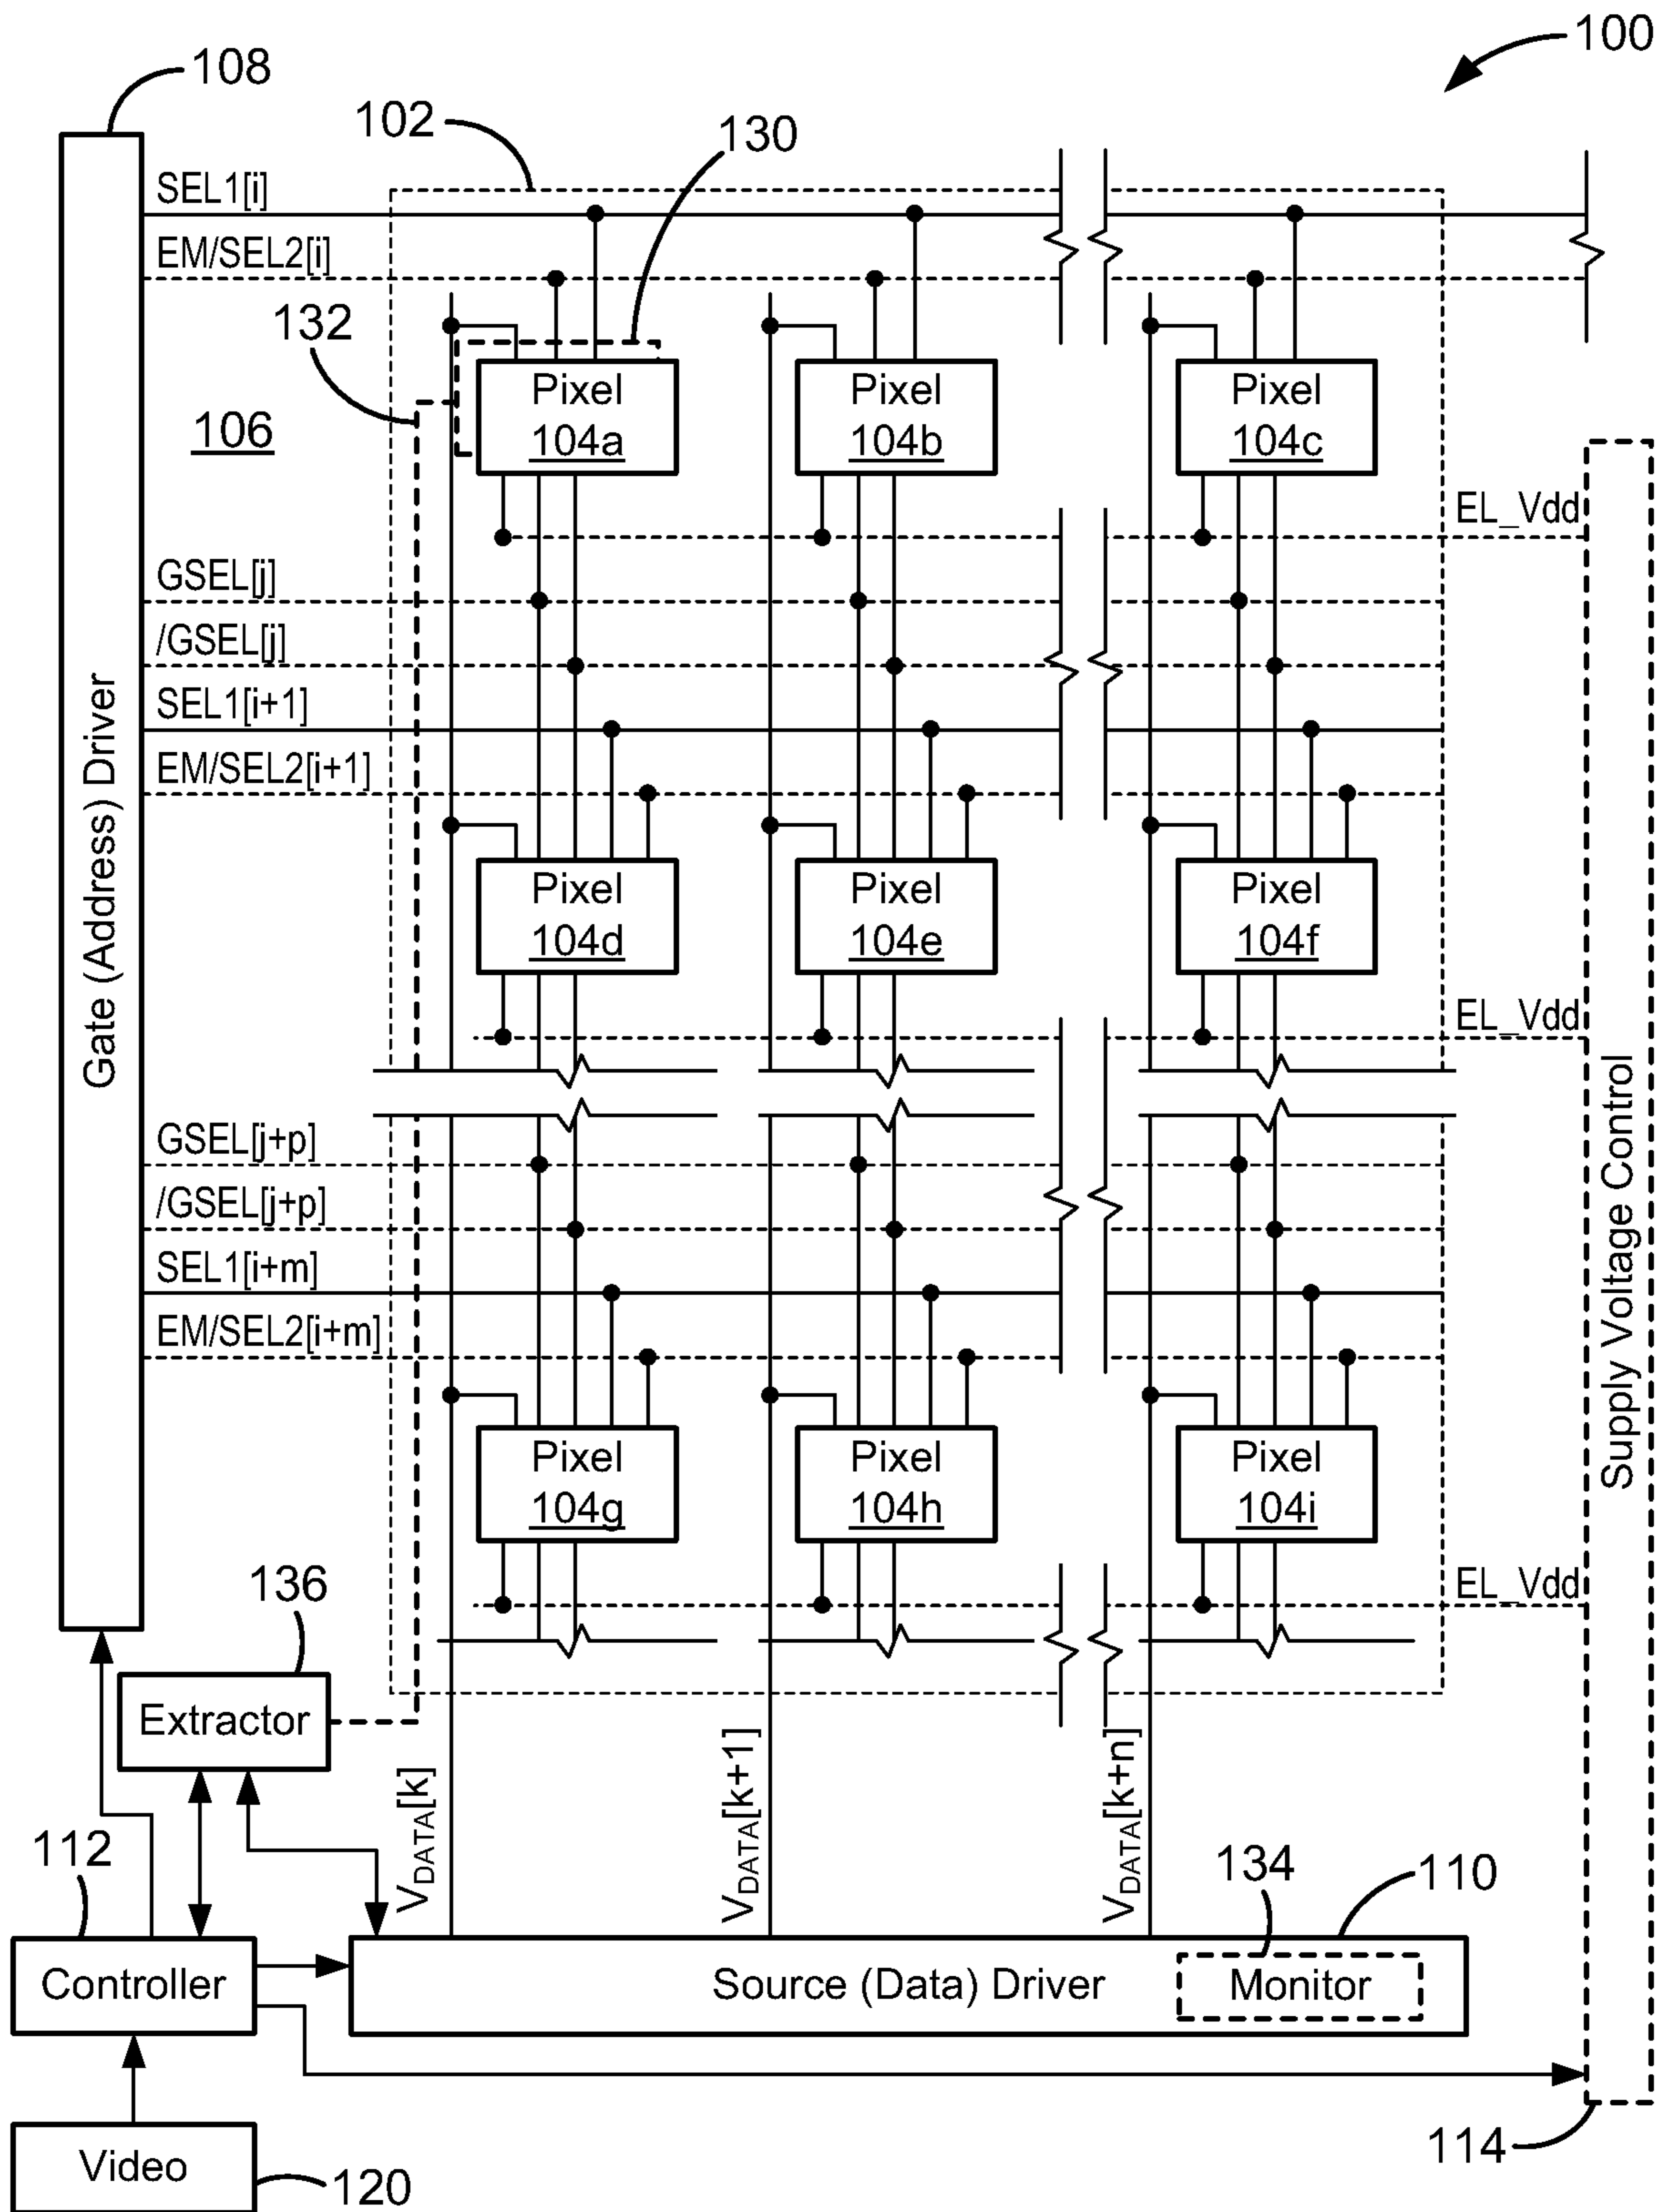 100
108
102
130
SEL1[i]
EM/SEL2[i]
132
106
Pixel
104a
Pixel
104b
Pixel
104c
EL_Vdd
GSEL[j]
/GSEL[j]
SEL1[i+1]
EM/SEL2[i+1]
Gate (Address) Driver
Pixel
104d
Pixel
104e
Pixel
104f
EL_Vdd
Supply Voltage Control
GSEL[j+p]
/GSEL[j+p]
SEL1[i+m]
EM/SEL2[i+m]
Pixel
104g
Pixel
104h
Pixel
104i
EL_Vdd
136
Extractor
VDATA[k]
VDATA[k+1]
VDATA[k+n]
112
134
110
Controller
Source (Data) Driver
Monitor
114
Video
120